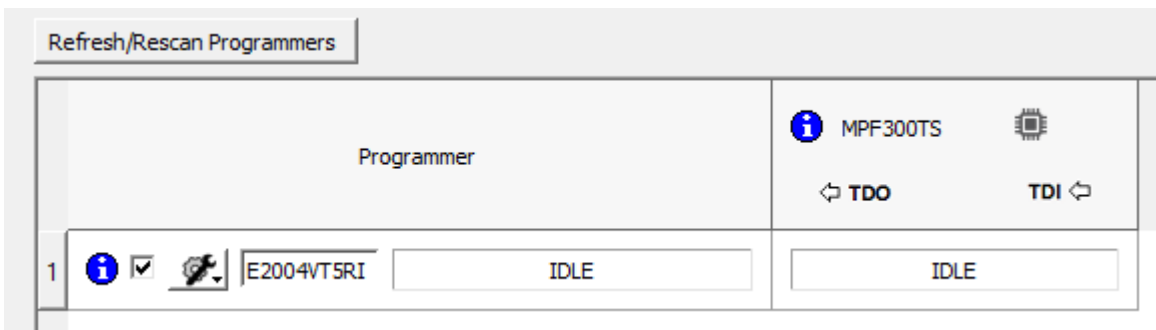 Refresh/Rescan Programmers
Programmer
MPF300TS
TDO TDI
1 E2004VT5RI IDLE IDLE